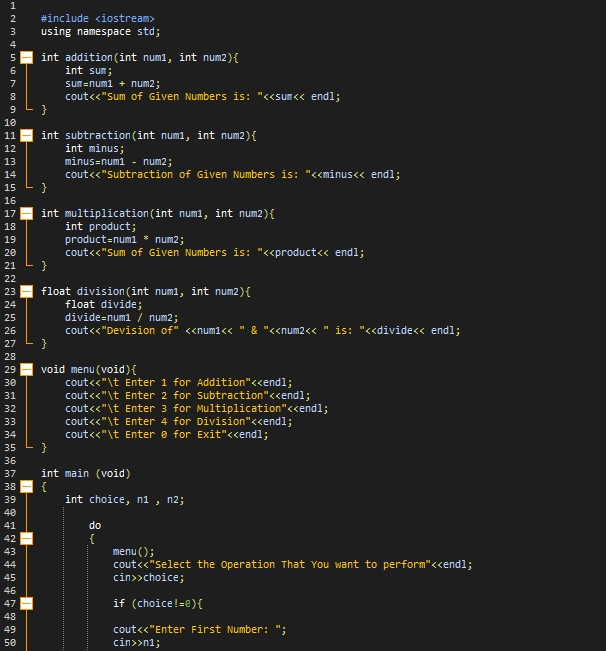 1
2 #include <iostream>
3 using namespace std;
4
5 int addition(int num1, int num2){
6 int sum;
7 sum=num1 + num2;
8 cout<<"Sum of Given Numbers is: "<<sum<< endl;
9 }
10
11 int subtraction(int num1, int num2){
12 int minus;
13 minus=num1 - num2;
14 cout<<"Subtraction of Given Numbers is: "<<minus<< endl;
15 }
16
17 int multiplication(int num1, int num2){
18 int product;
19 product=num1 * num2;
20 cout<<"Sum of Given Numbers is: "<<product<< endl;
21 }
22
23 float division(int num1, int num2){
24 float divide;
25 divide=num1 / num2;
26 cout<<"Devision of" <<num1<< " & "<<num2<< " is: "<<divide<< endl;
27 }
28
29 void menu(void){
30 cout<<"\t Enter 1 for Addition"<<endl;
31 cout<<"\t Enter 2 for Subtraction"<<endl;
32 cout<<"\t Enter 3 for Multiplication"<<endl;
33 cout<<"\t Enter 4 for Division"<<endl;
34 cout<<"\t Enter 0 for Exit"<<endl;
35 }
36
37 int main (void)
38 {
39 int choice, n1 , n2;
40
41 do
42 {
43 menu();
44 cout<<"Select the Operation That You want to perform"<<endl;
45 cin>>choice;
46
47 if (choice!=0){
48
49 cout<<"Enter First Number: ";
50 cin>>n1;